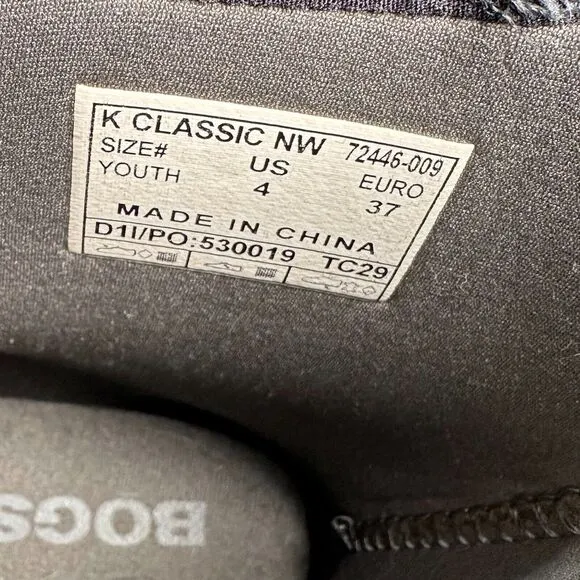 K CLASSIC NW 72446-009
SIZE# US EURO
YOUTH 4 37
MADE IN CHINA
D1I/PO:530019 TC29
BOGS